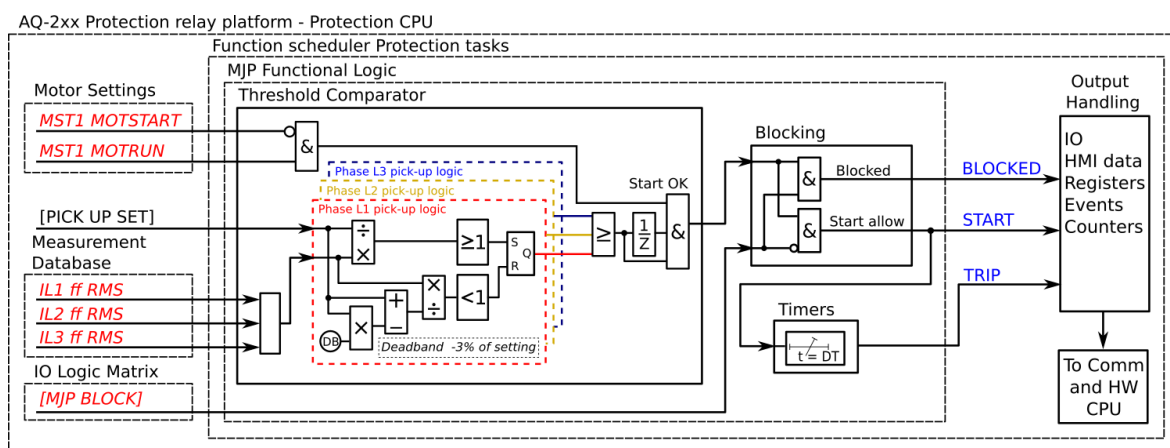 AQ-2xx Protection relay platform - Protection CPU
Function scheduler Protection tasks
MJP Functional Logic
Threshold Comparator
Motor Settings
MST1 MOTSTART
MST1 MOTRUN
&
Phase L3 pick-up logic
Phase L2 pick-up logic
Phase L1 pick-up logic
[PICK UP SET]
Measurement
Database
IL1 ff RMS
IL2 ff RMS
IL3 ff RMS
IO Logic Matrix
[MJP BLOCK]
÷
×
≥1
S
Q
R
×
÷
<1
+
−
×
DB
Deadband -3% of setting
≥
1
Z
Start OK
&
Blocking
&
Blocked
&
Start allow
Timers
t = DT
BLOCKED
START
TRIP
Output
Handling
IO
HMI data
Registers
Events
Counters
To Comm
and HW
CPU